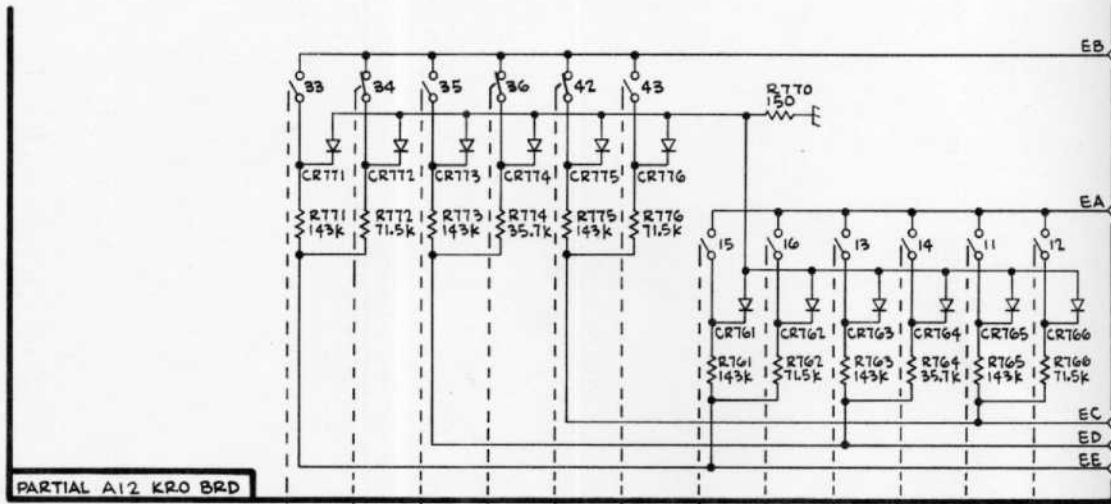 EB
33 34 35 36 42 43
R770
150
CR771 CR772 CR773 CR774 CR775 CR776
R771 R772 R773 R774 R775 R776
143K 71.5K 143K 35.7K 143K 71.5K
EA
15 16 13 14 11 12
CR761 CR762 CR763 CR764 CR765 CR766
R761 R762 R763 R764 R765 R766
143K 71.5K 143K 35.7K 143K 71.5K
EC
ED
EE
PARTIAL A12 KRO BRD